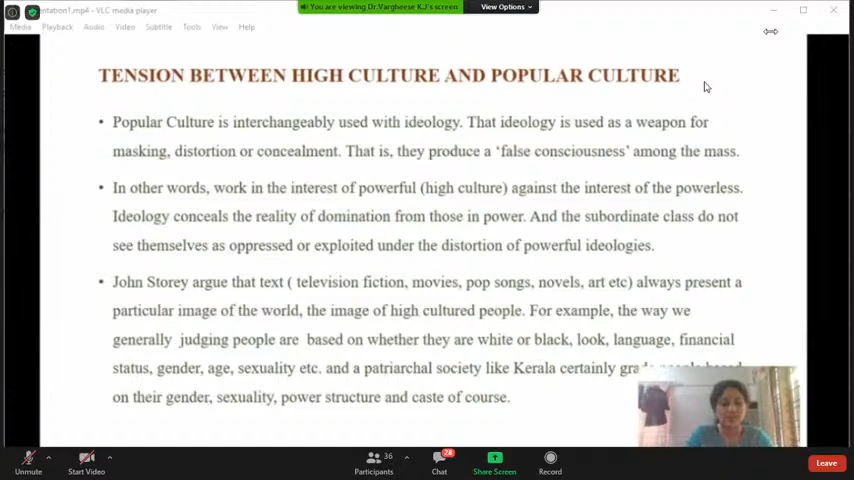 ntation1.mp4 - VLC media player
You are viewing Dr.Vargheese K.J's screen
View Options
Media Playback Audio Video Subtitle Tools View Help
TENSION BETWEEN HIGH CULTURE AND POPULAR CULTURE
• Popular Culture is interchangeably used with ideology. That ideology is used as a weapon for
masking, distortion or concealment. That is, they produce a ‘false consciousness’ among the mass.
• In other words, work in the interest of powerful (high culture) against the interest of the powerless.
Ideology conceals the reality of domination from those in power. And the subordinate class do not
see themselves as oppressed or exploited under the distortion of powerful ideologies.
• John Storey argue that text ( television fiction, movies, pop songs, novels, art etc) always present a
particular image of the world, the image of high cultured people. For example, the way we
generally judging people are based on whether they are white or black, look, language, financial
status, gender, age, sexuality etc. and a patriarchal society like Kerala certainly
on their gender, sexuality, power structure and caste of course.
36
28
Unmute Start Video Participants Chat Share Screen Record Leave